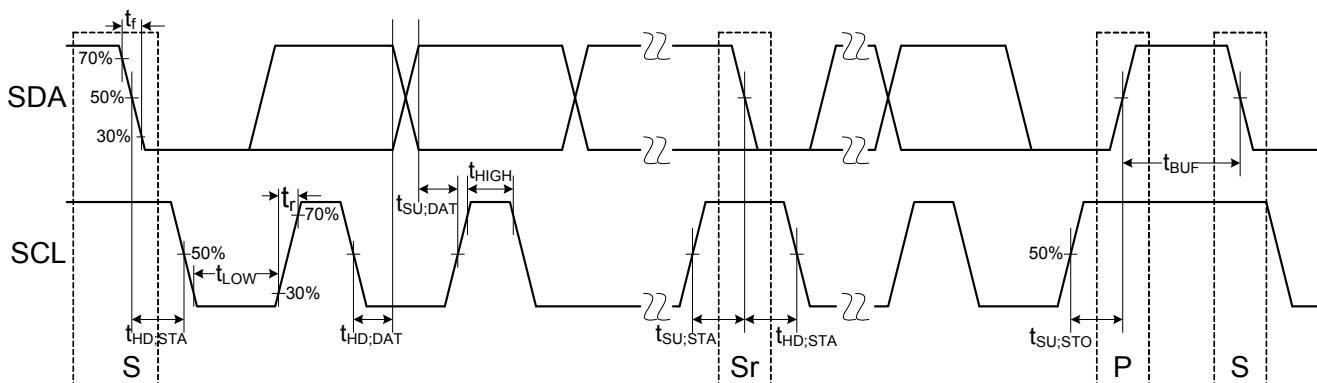 t_f
70%
SDA
50%
30%
t_HIGH
t_BUF
t_r
t_SU;DAT
70%
SCL
50%
50%
t_LOW
30%
t_HD;STA
t_HD;DAT
t_SU;STA
t_HD;STA
t_SU;STO
S
Sr
P
S